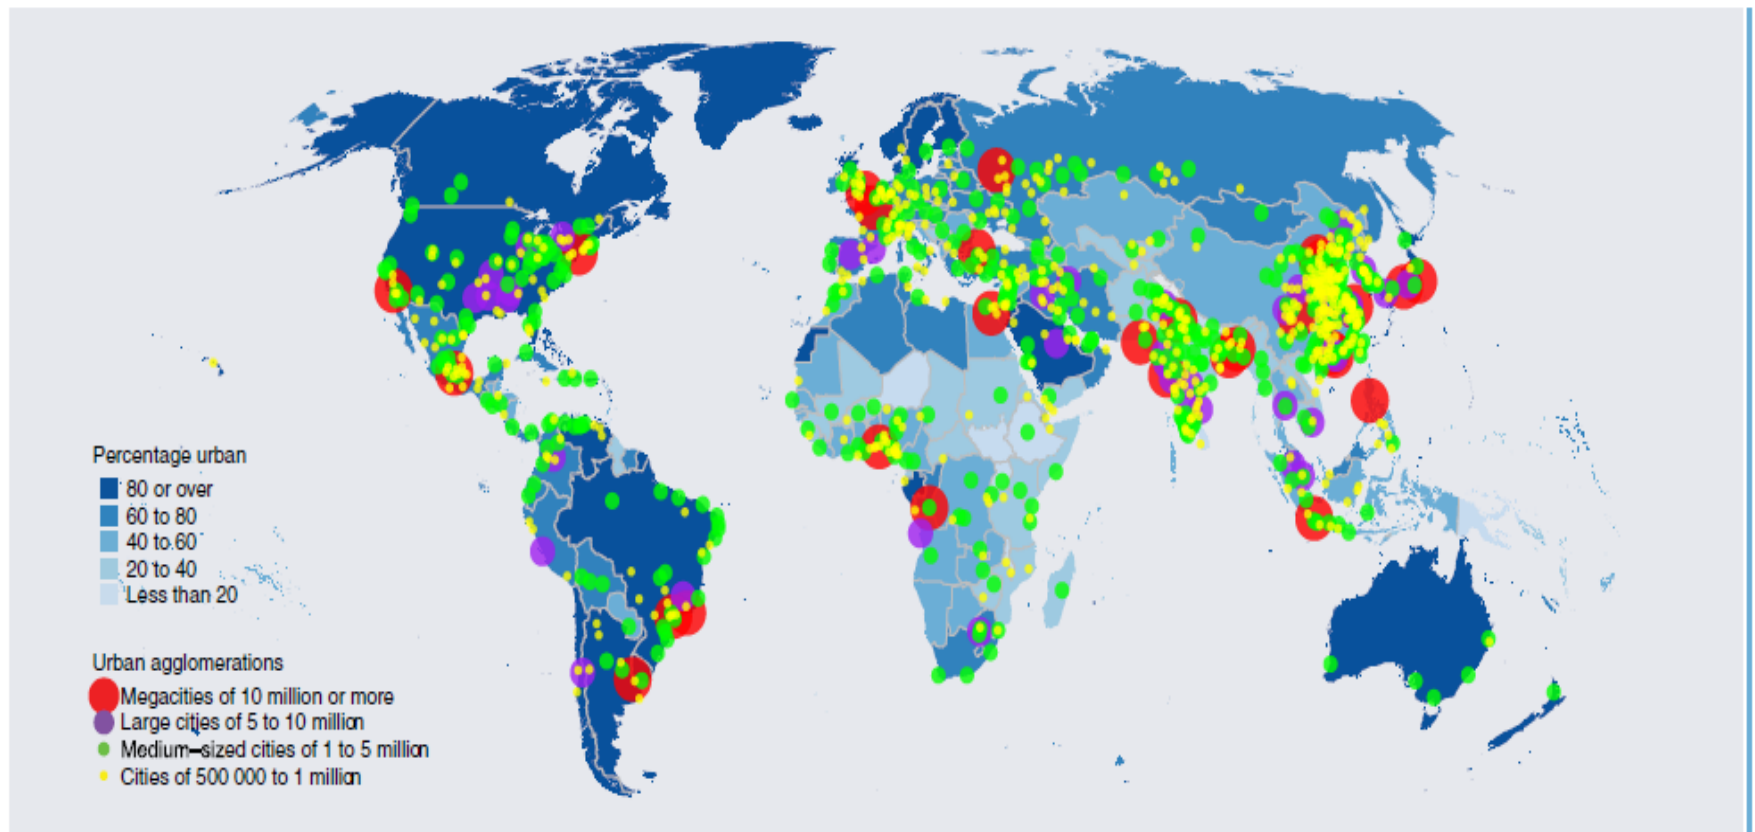 Percentage urban
80 or over
60 to 80
40 to 60
20 to 40
Less than 20
Urban agglomerations
Megacities of 10 million or more
Large cities of 5 to 10 million
Medium–sized cities of 1 to 5 million
Cities of 500 000 to 1 million